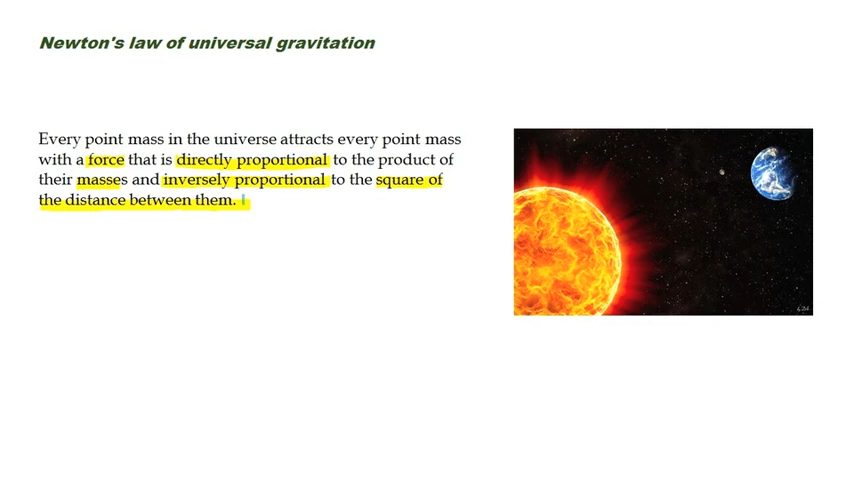 Newton's law of universal gravitation
Every point mass in the universe attracts every point mass
with a force that is directly proportional to the product of
their masses and inversely proportional to the square of
the distance between them.